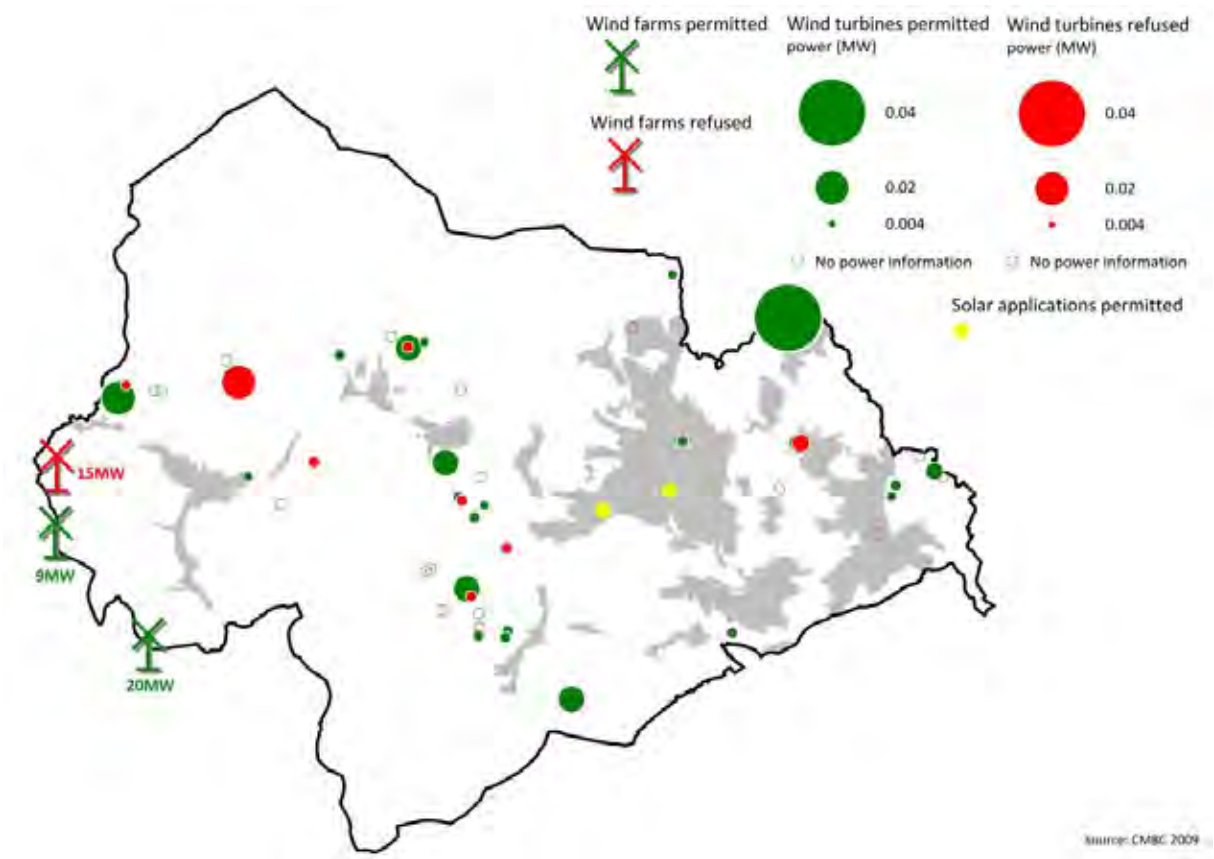 Wind farms permitted
Wind farms refused
Wind turbines permitted
power (MW)
0.04
0.02
0.004
No power information
Wind turbines refused
power (MW)
0.04
0.02
0.004
No power information
Solar applications permitted
15MW
9MW
20MW
Source: CMBC 2009